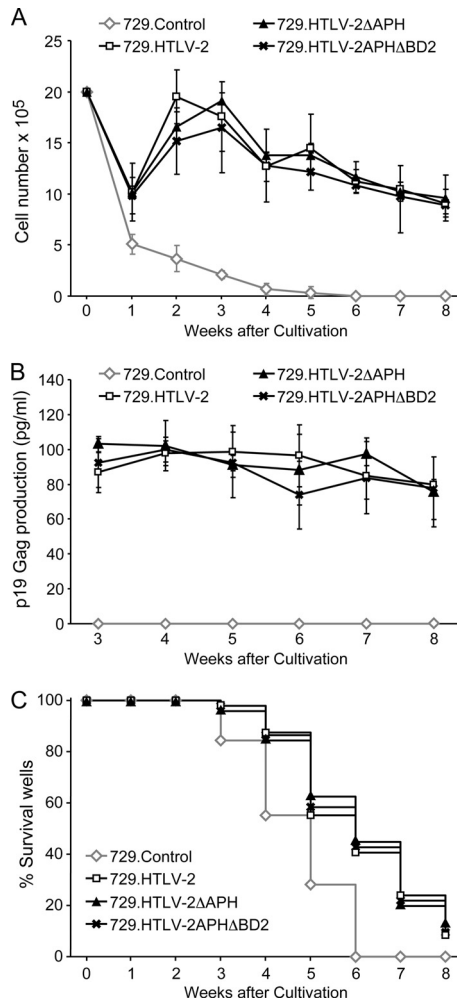 A
729.Control
729.HTLV-2ΔAPH
729.HTLV-2
729.HTLV-2APHΔBD2
Cell number x 10⁵
25
20
15
10
5
0
0 1 2 3 4 5 6 7 8
Weeks after Cultivation
B
729.Control
729.HTLV-2ΔAPH
729.HTLV-2
729.HTLV-2APHΔBD2
p19 Gag production (pg/ml)
140
120
100
80
60
40
20
0
3 4 5 6 7 8
Weeks after Cultivation
C
% Survival wells
100
80
60
40
20
0
729.Control
729.HTLV-2
729.HTLV-2ΔAPH
729.HTLV-2APHΔBD2
0 1 2 3 4 5 6 7 8
Weeks after Cultivation